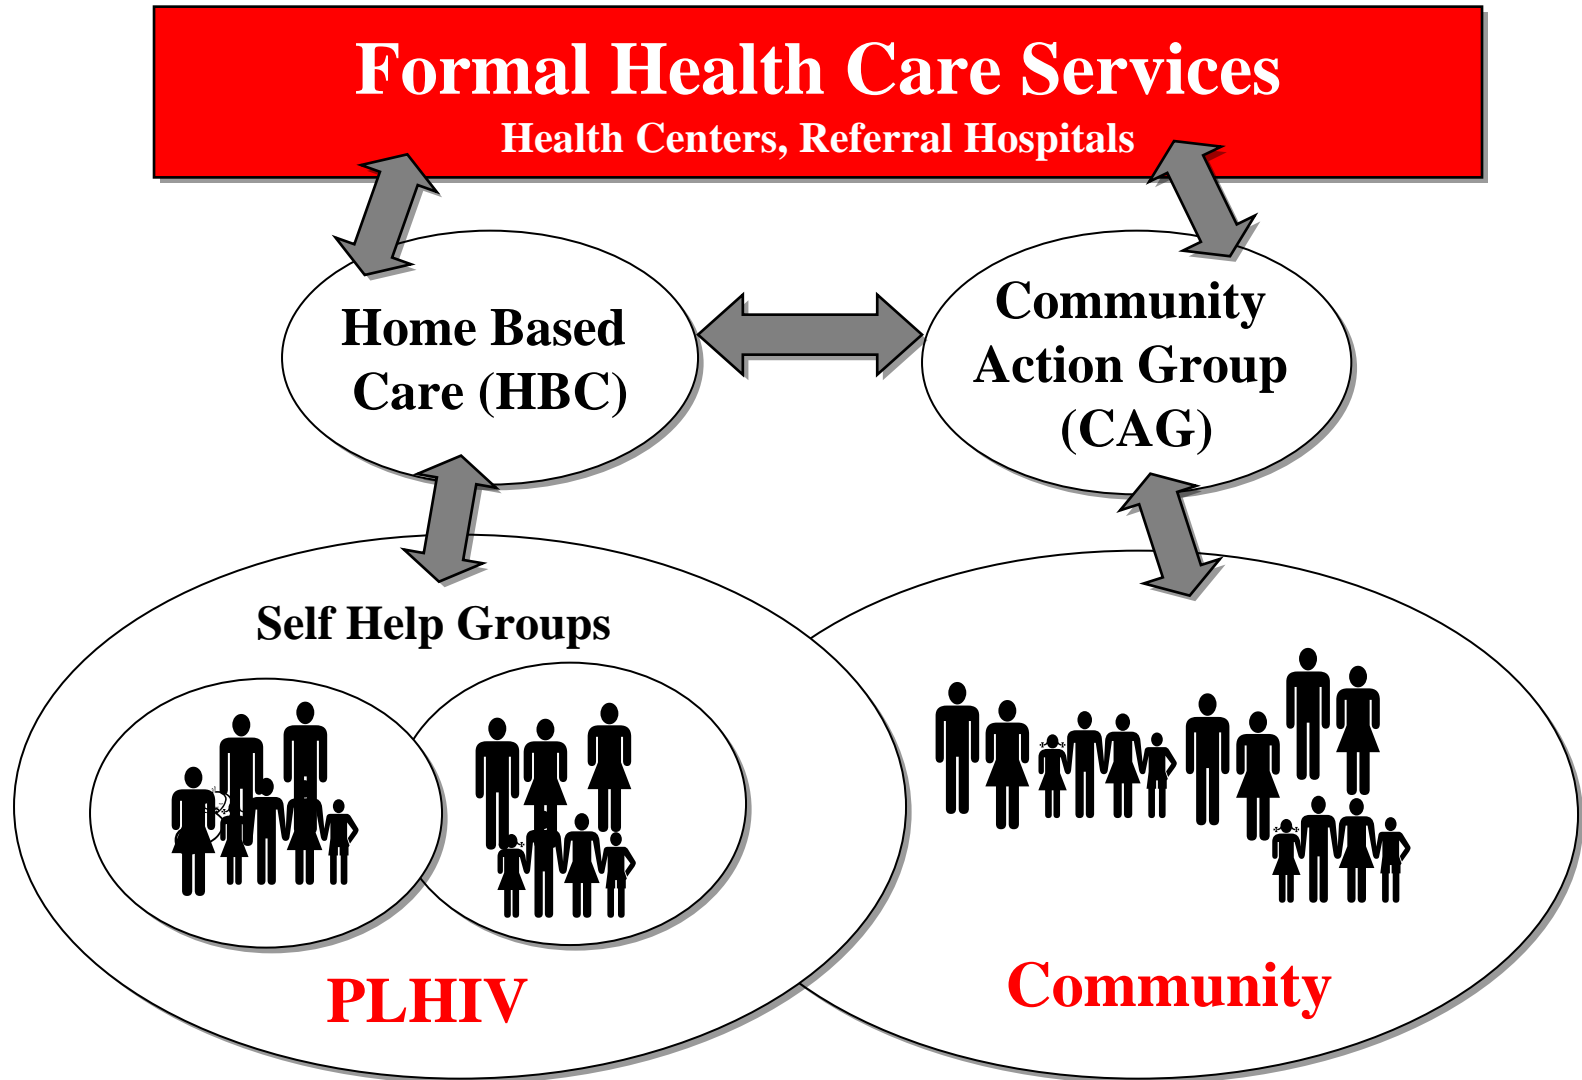 Formal Health Care Services
Health Centers, Referral Hospitals
Home Based
Care (HBC)
Community
Action Group
(CAG)
Self Help Groups
PLHIV
Community